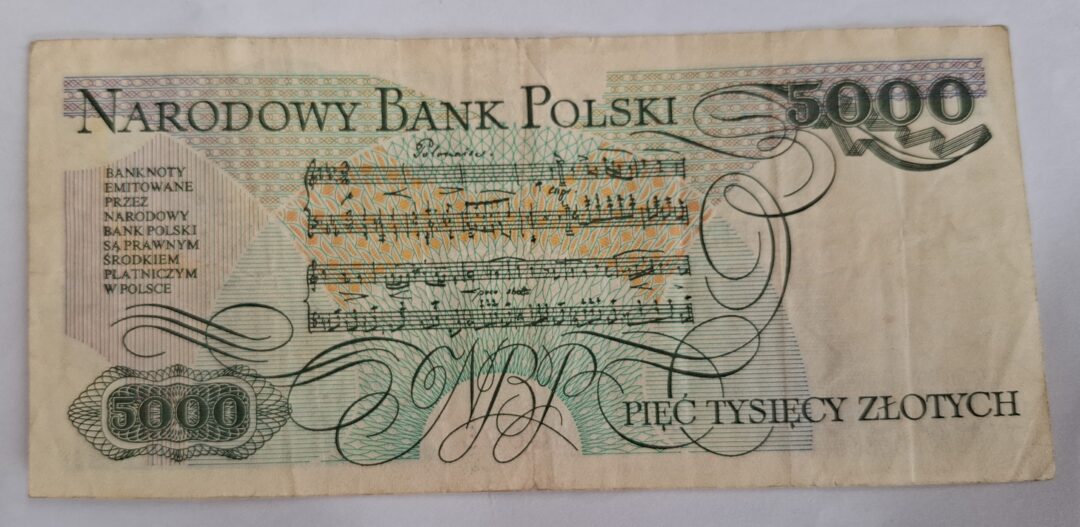 NARODOWY BANK POLSKI
5000
Polonaise.
BANKNOTY
EMITOWANE
PRZEZ
NARODOWY
BANK POLSKI
SĄ PRAWNYM
ŚRODKIEM
PŁATNICZYM
W POLSCE
NBP
5000
PIĘĆ TYSIĘCY ZŁOTYCH